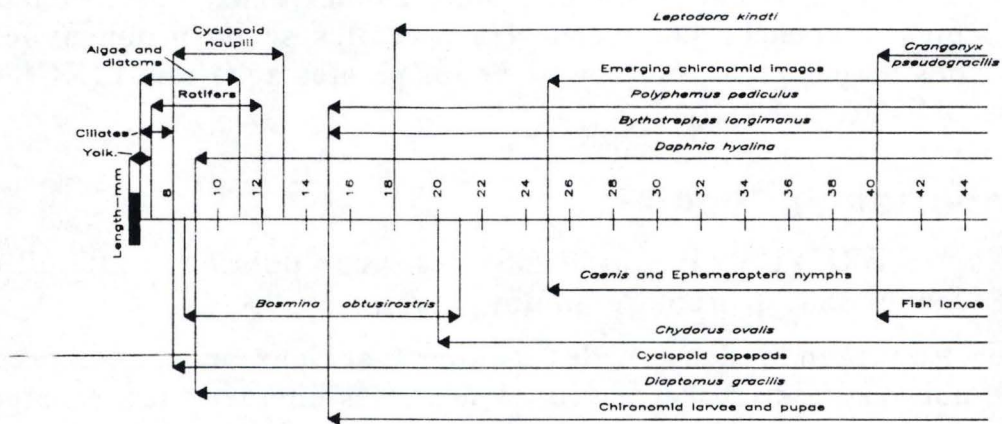 Leptodora kindti
Cyclopoid
nauplii
Algae and
diatoms
Crangonyx
pseudogracilis
Emerging chironomid imagos
Rotifers
Polyphemus pediculus
Ciliates
Bythotrephes longimanus
Yolk.
Daphnia hyalina
Length-mm
8 10 12 14 16 18 20 22 24 26 28 30 32 34 36 38 40 42 44
Caenis and Ephemeroptera nymphs
Bosmina obtusirostris
Fish larvae
Chydorus ovalis
Cyclopoid copepods
Diaptomus gracilis
Chironomid larvae and pupae